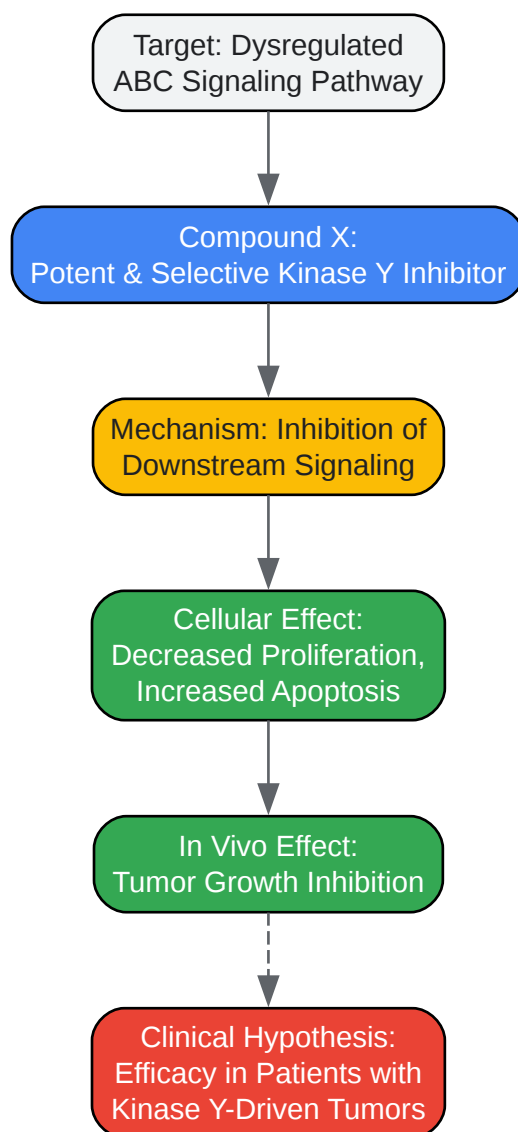 Target: Dysregulated
ABC Signaling Pathway
Compound X:
Potent & Selective Kinase Y Inhibitor
Mechanism: Inhibition of
Downstream Signaling
Cellular Effect:
Decreased Proliferation,
Increased Apoptosis
In Vivo Effect:
Tumor Growth Inhibition
Clinical Hypothesis:
Efficacy in Patients with
Kinase Y-Driven Tumors